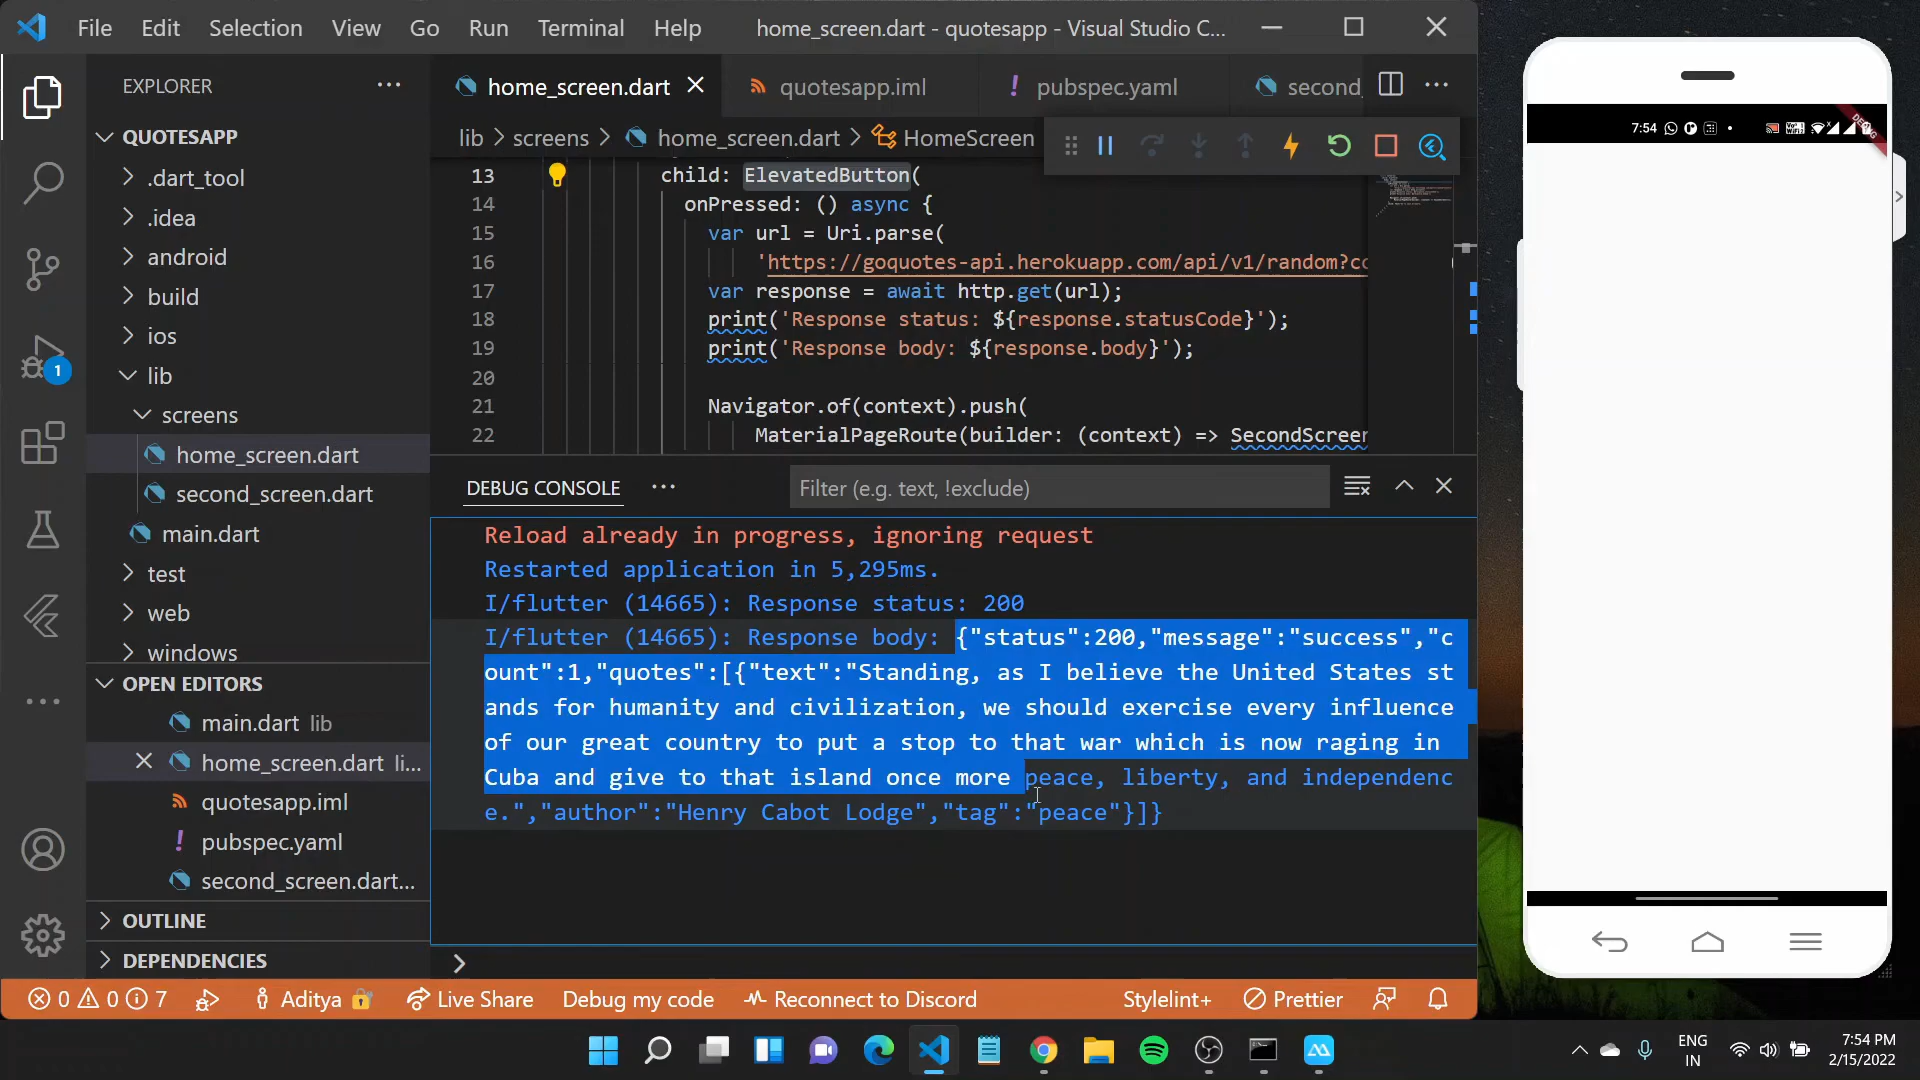 File Edit Selection View Go Run Terminal Help home_screen.dart - quotesapp - Visual Studio C...
EXPLORER
QUOTESAPP
.dart_tool
.idea
android
build
ios
lib
screens
home_screen.dart
second_screen.dart
main.dart
test
web
windows
OPEN EDITORS
main.dart lib
home_screen.dart li...
quotesapp.iml
pubspec.yaml
second_screen.dart...
OUTLINE
DEPENDENCIES
1
home_screen.dart quotesapp.iml pubspec.yaml second_
lib > screens > home_screen.dart > HomeScreen
13 child: ElevatedButton(
14 onPressed: () async {
15 var url = Uri.parse(
16 'https://goquotes-api.herokuapp.com/api/v1/random?co
17 var response = await http.get(url);
18 print('Response status: ${response.statusCode}');
19 print('Response body: ${response.body}');
20
21 Navigator.of(context).push(
22 MaterialPageRoute(builder: (context) => SecondScreen
DEBUG CONSOLE Filter (e.g. text, !exclude)
Reload already in progress, ignoring request
Restarted application in 5,295ms.
I/flutter (14665): Response status: 200
I/flutter (14665): Response body: {"status":200,"message":"success","c
ount":1,"quotes":[{"text":"Standing, as I believe the United States st
ands for humanity and civilization, we should exercise every influence
of our great country to put a stop to that war which is now raging in
Cuba and give to that island once more peace, liberty, and independenc
e.","author":"Henry Cabot Lodge","tag":"peace"}]}
0 0 7 Aditya Live Share Debug my code Reconnect to Discord Stylelint+ Prettier
7:54
DEBUG
ENG
IN
7:54 PM
2/15/2022